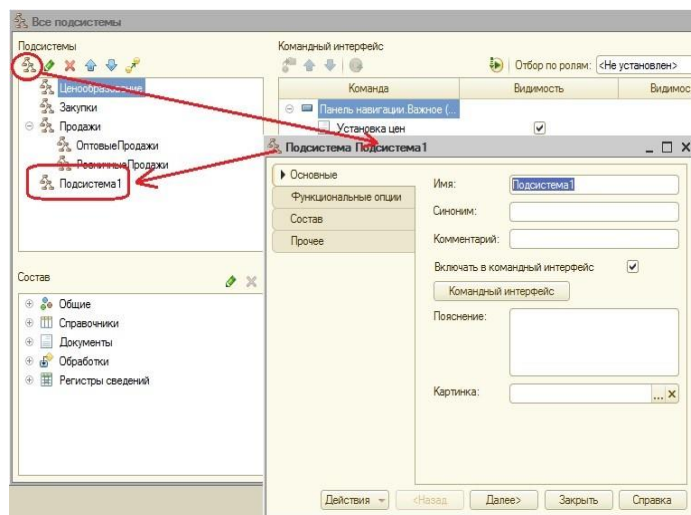 Все подсистемы
Подсистемы
Ценообразование
Закупки
Продажи
ОптовыеПродажи
РозничныеПродажи
Подсистема1
Состав
Общие
Справочники
Документы
Обработки
Регистры сведений
Командный интерфейс
Отбор по ролям: <Не установлен>
Команда Видимость Видимос
Панель навигации.Важное (...
Установка цен
Подсистема Подсистема1
Основные
Функциональные опции
Состав
Прочее
Имя: Подсистема1
Синоним:
Комментарий:
Включать в командный интерфейс
Командный интерфейс
Пояснение:
Картинка: ... x
Действия <Назад Далее> Закрыть Справка